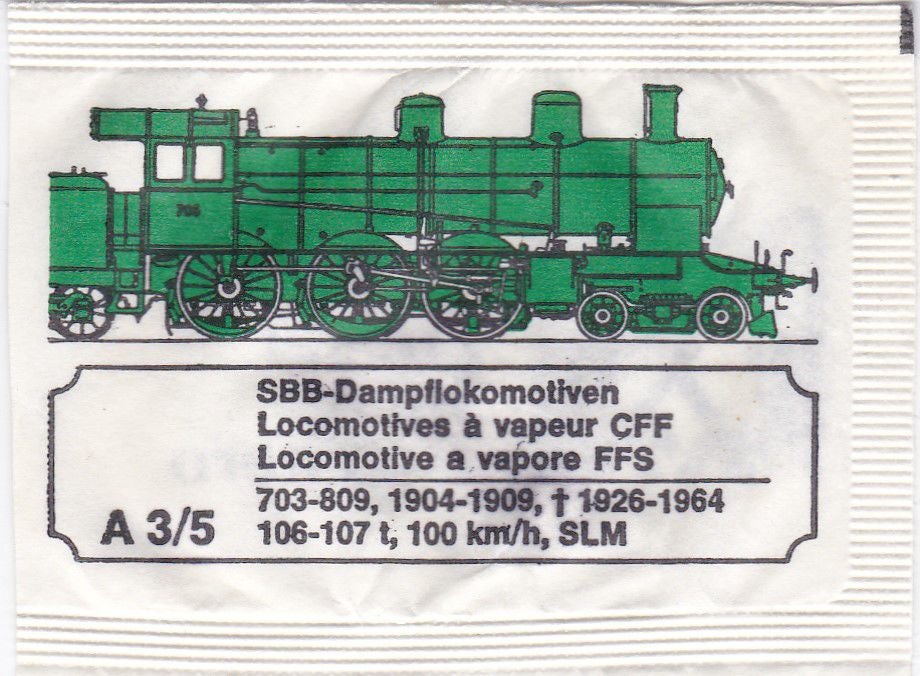 705
SBB-Dampflokomotiven
Locomotives à vapeur CFF
Locomotive a vapore FFS
703-809, 1904-1909, † 1926-1964
A 3/5
106-107 t, 100 km/h, SLM